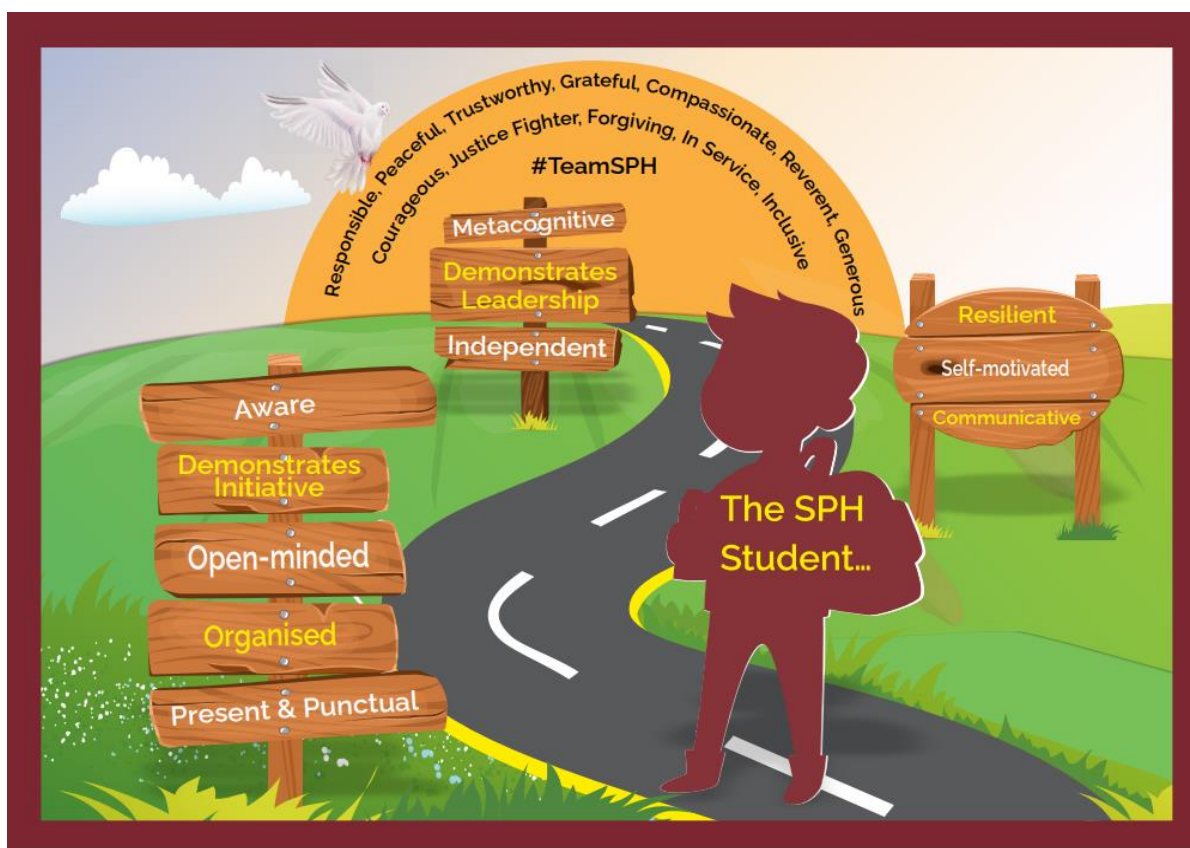 Responsible, Peaceful, Trustworthy, Grateful, Compassionate, Reverent, Generous
Courageous, Justice Fighter, Forgiving, In Service, Inclusive
#TeamSPH
Metacognitive
Demonstrates
Leadership
Independent
Resilient
Self-motivated
Communicative
Aware
Demonstrates
Initiative
Open-minded
Organised
Present & Punctual
The SPH
Student...